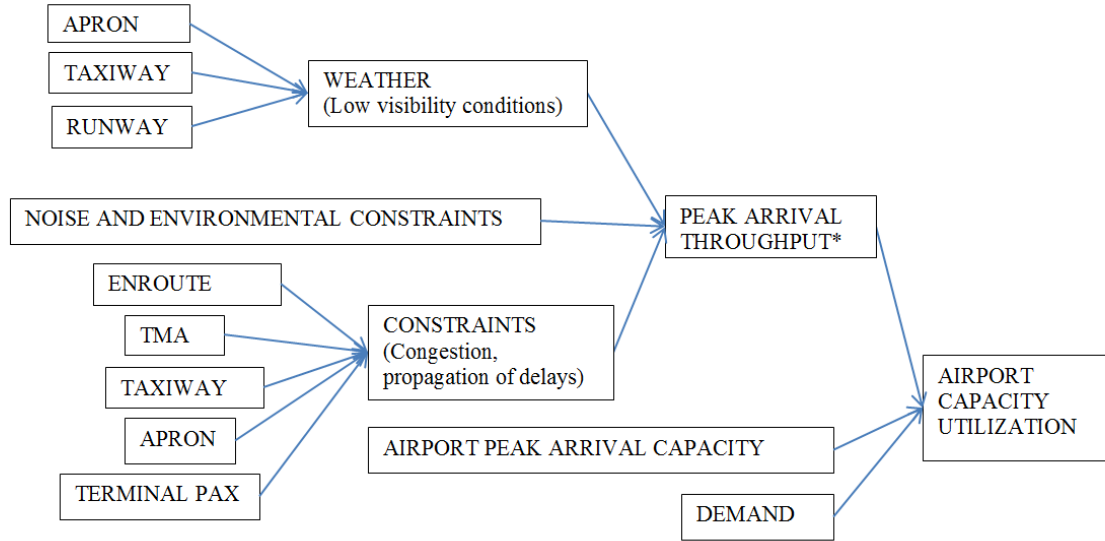 APRON
TAXIWAY
RUNWAY
WEATHER
(Low visibility conditions)
NOISE AND ENVIRONMENTAL CONSTRAINTS
PEAK ARRIVAL
THROUGHPUT*
ENROUTE
TMA
TAXIWAY
APRON
TERMINAL PAX
CONSTRAINTS
(Congestion,
propagation of delays)
AIRPORT PEAK ARRIVAL CAPACITY
DEMAND
AIRPORT
CAPACITY
UTILIZATION